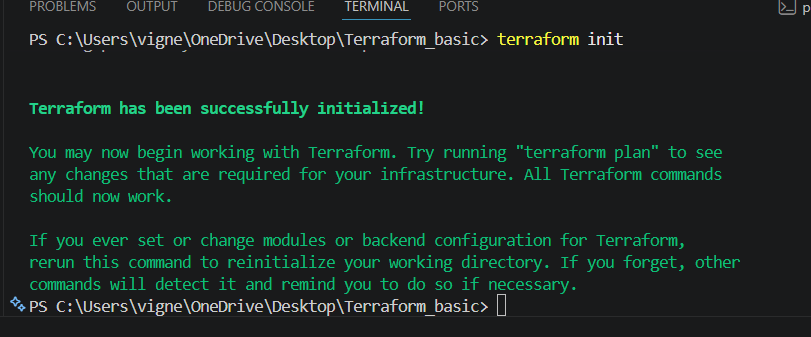 PROBLEMS OUTPUT DEBUG CONSOLE TERMINAL PORTS
PS C:\Users\vigne\OneDrive\Desktop\Terraform_basic> terraform init
Terraform has been successfully initialized!
You may now begin working with Terraform. Try running "terraform plan" to see
any changes that are required for your infrastructure. All Terraform commands
should now work.
If you ever set or change modules or backend configuration for Terraform,
rerun this command to reinitialize your working directory. If you forget, other
commands will detect it and remind you to do so if necessary.
PS C:\Users\vigne\OneDrive\Desktop\Terraform_basic>